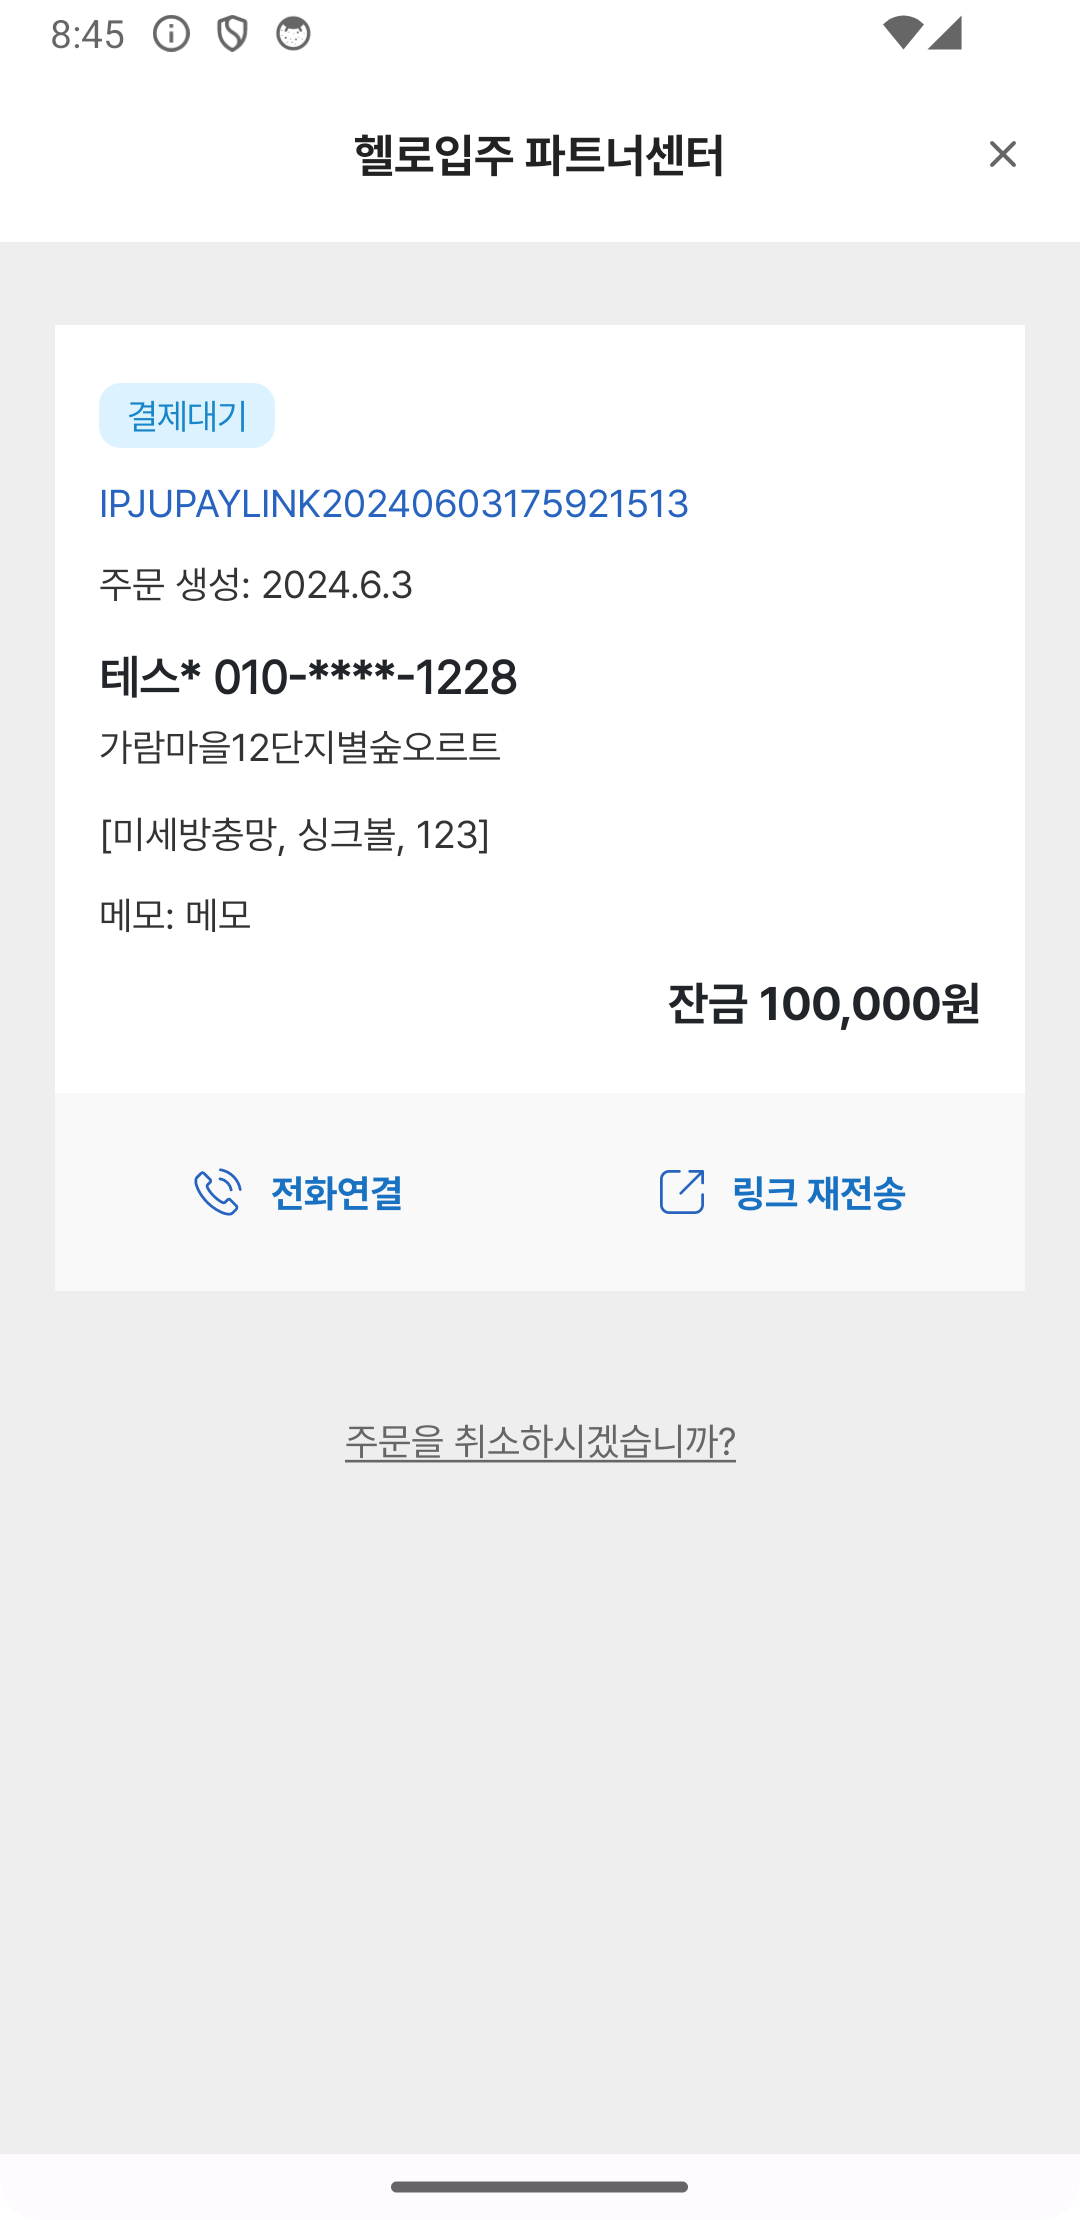 8:45
헬로입주 파트너센터
결제대기
IPJUPAYLINK20240603175921513
주문 생성: 2024.6.3
테스* 010-****-1228
가람마을12단지별숲오르트
[미세방충망, 싱크볼, 123]
메모: 메모
잔금 100,000원
전화연결
링크 재전송
주문을 취소하시겠습니까?